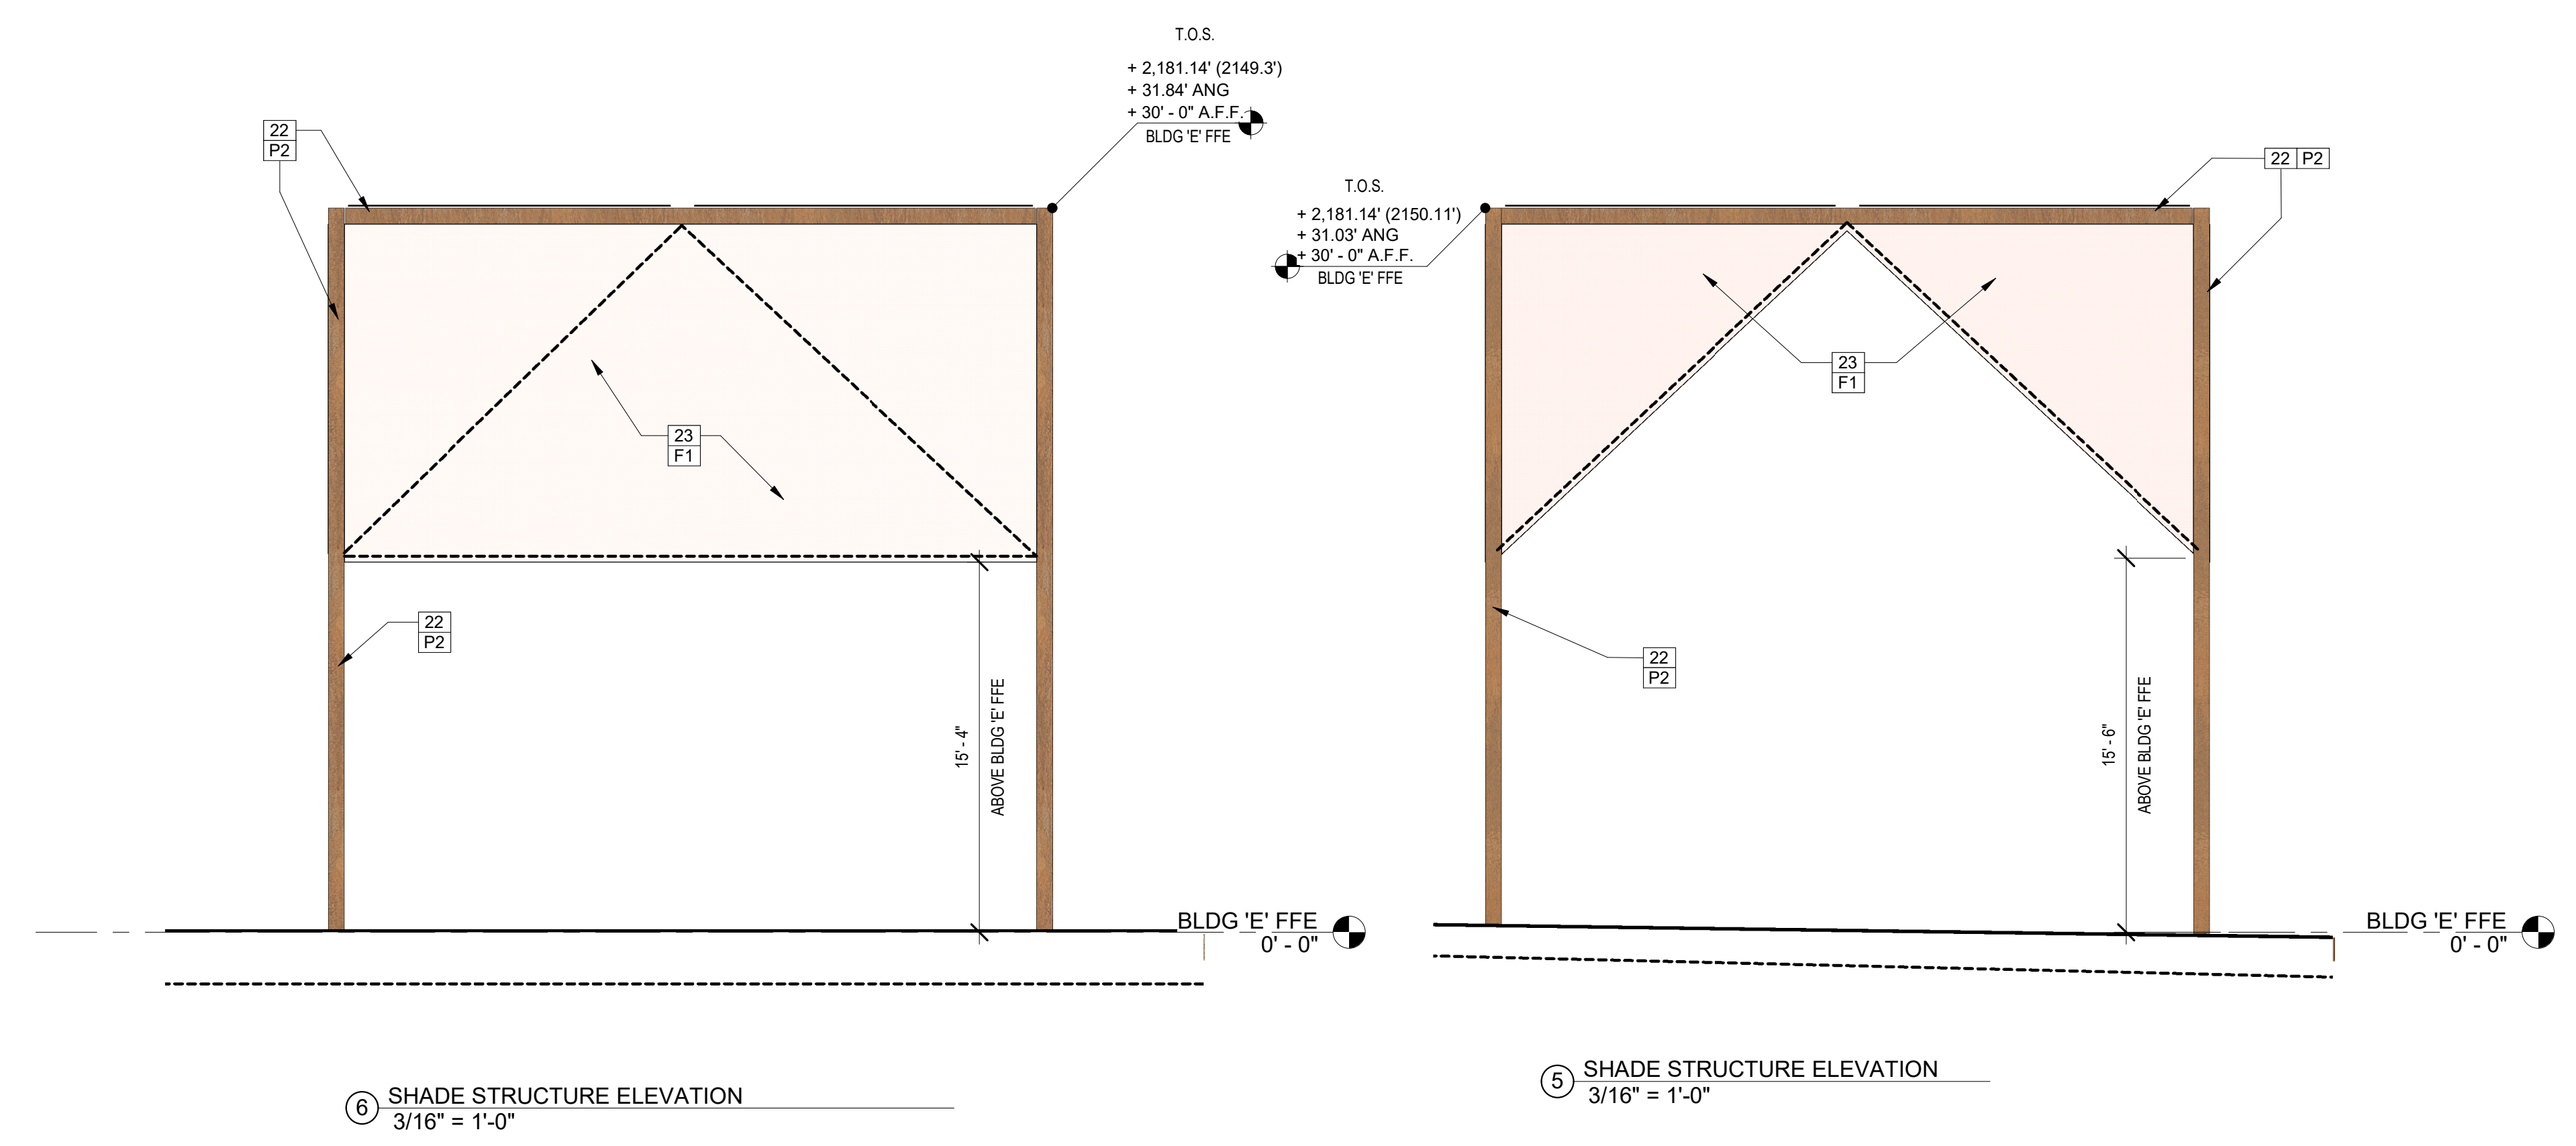 T.O.S.
+ 2,181.14' (2149.3')
+ 31.84' ANG
+ 30' - 0" A.F.F.
BLDG 'E' FFE
22
P2
23
F1
22
P2
15' - 4"
ABOVE BLDG 'E' FFE
BLDG 'E' FFE
0' - 0"
6
SHADE STRUCTURE ELEVATION
3/16" = 1'-0"
T.O.S.
+ 2,181.14' (2150.11')
+ 31.03' ANG
+ 30' - 0" A.F.F.
BLDG 'E' FFE
22 P2
23
F1
22
P2
15' - 6"
ABOVE BLDG 'E' FFE
BLDG 'E' FFE
0' - 0"
5
SHADE STRUCTURE ELEVATION
3/16" = 1'-0"